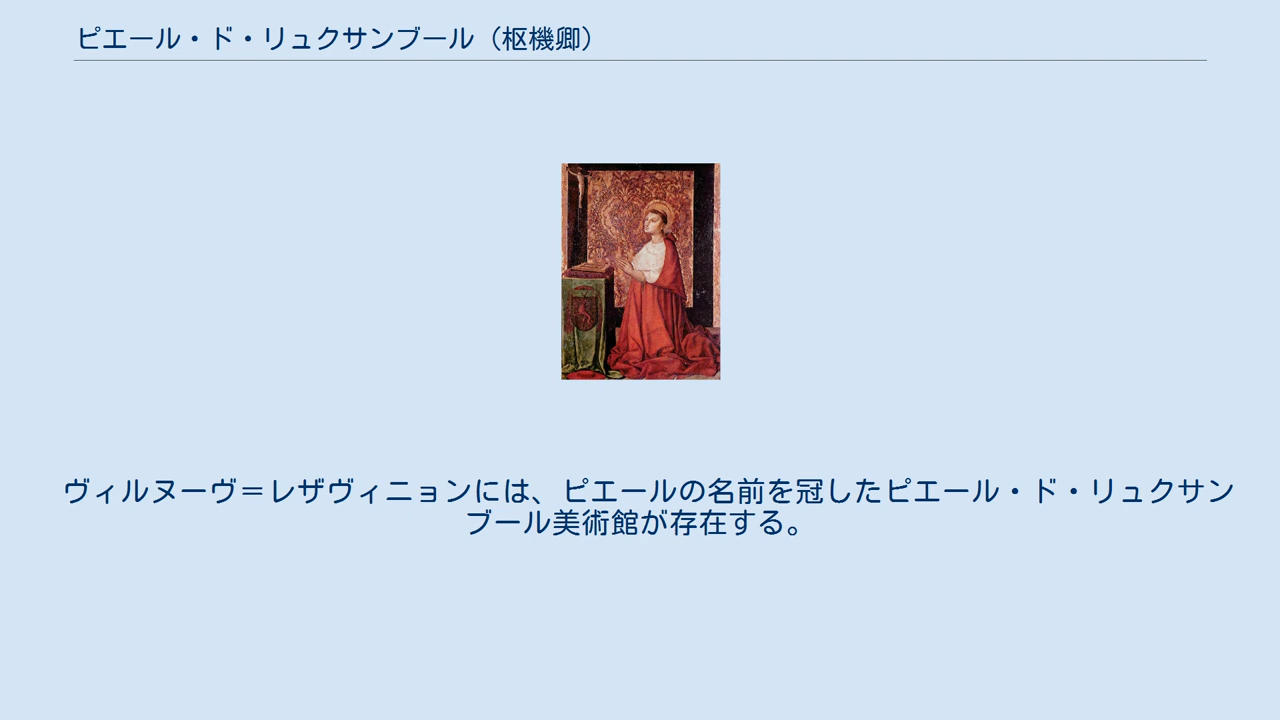 ピエール・ド・リュクサンブール（枢機卿）
ヴィルヌーヴ＝レザヴィニョンには、ピエールの名前を冠したピエール・ド・リュクサン
ブール美術館が存在する。